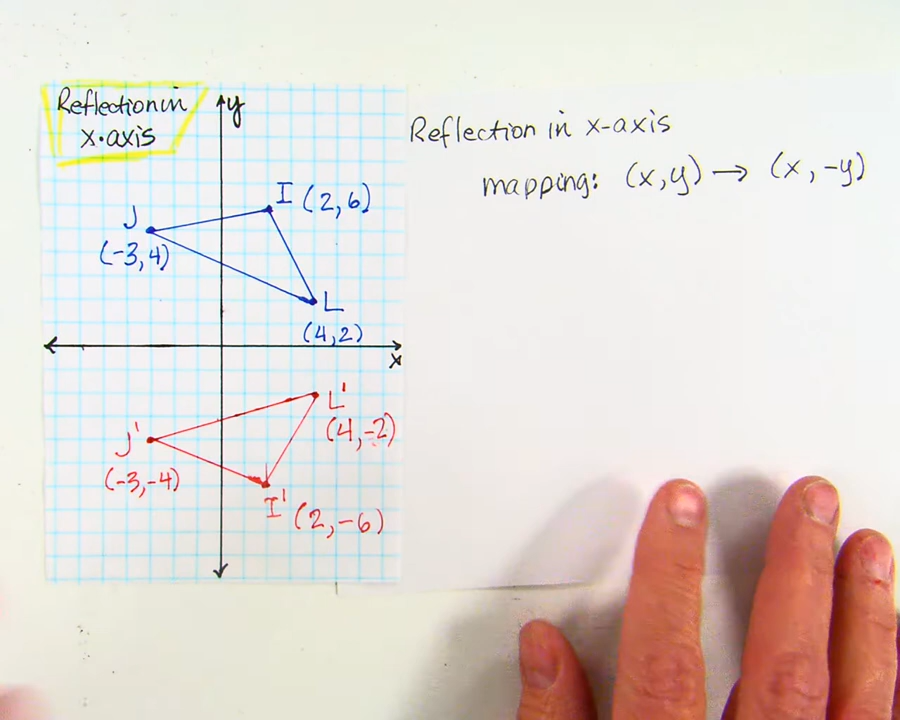 Reflection in
x·axis
y
Reflection in x-axis
mapping: (x,y) → (x, -y)
I (2, 6)
J
(-3, 4)
L
(4, 2)
x
L'
(4, -2)
J'
(-3, -4)
I' (2, -6)